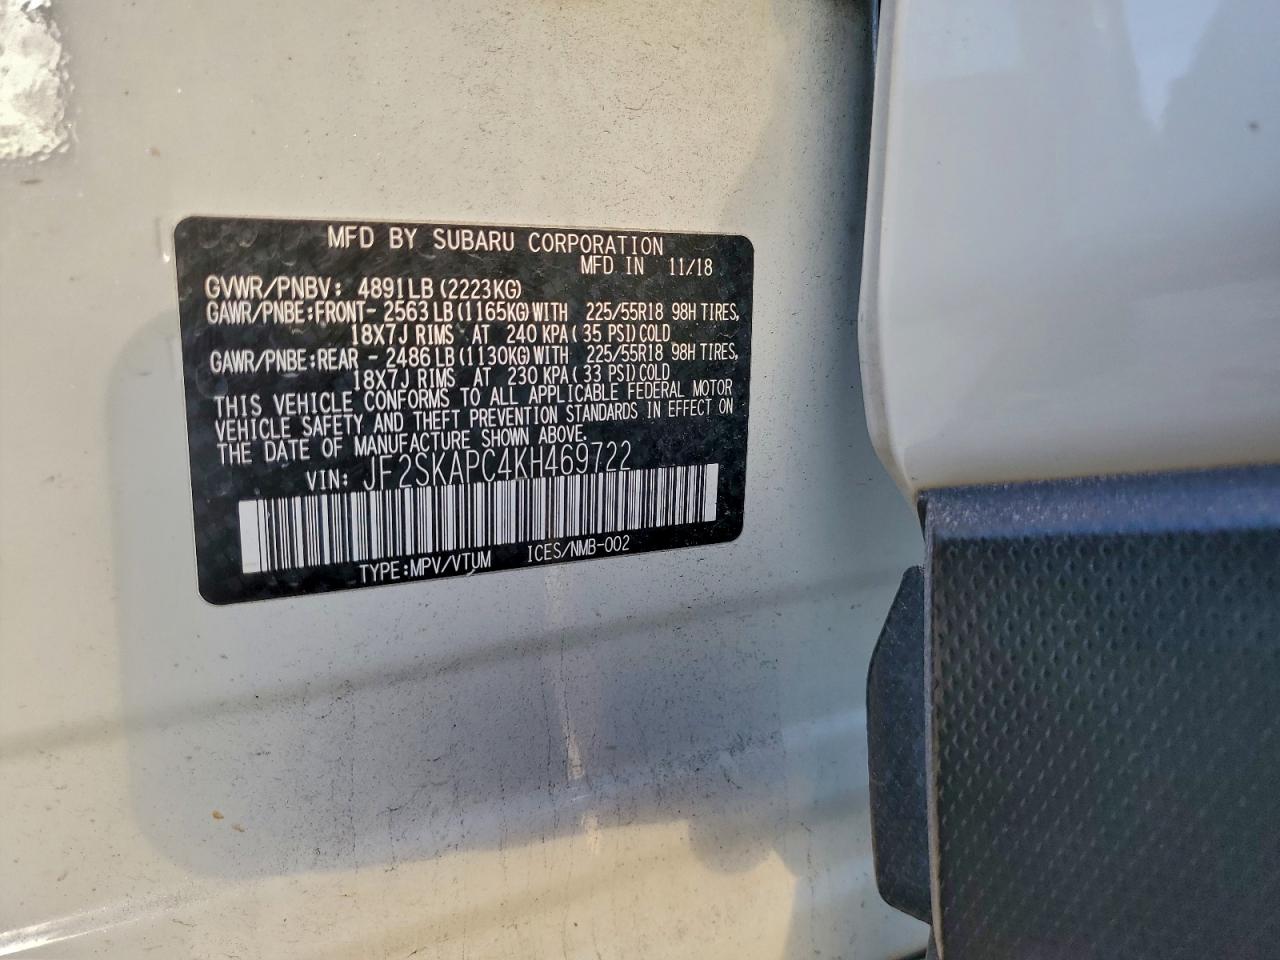 MFD BY SUBARU CORPORATION
MFD IN 11/18
GVWR/PNBV: 4891LB(2223KG)
GAWR/PNBE:FRONT- 2563LB(1165KG)WITH 225/55R18 98H TIRES,
18X7J RIMS AT 240 KPA( 35 PSI)COLD
GAWR/PNBE:REAR - 2486LB(1130KG)WITH 225/55R18 98H TIRES,
18X7J RIMS AT 230 KPA( 33 PSI)COLD
THIS VEHICLE CONFORMS TO ALL APPLICABLE FEDERAL MOTOR
VEHICLE SAFETY AND THEFT PREVENTION STANDARDS IN EFFECT ON
THE DATE OF MANUFACTURE SHOWN ABOVE.
VIN: JF2SKAPC4KH469722
TYPE:MPV/VTUM ICES/NMB-002